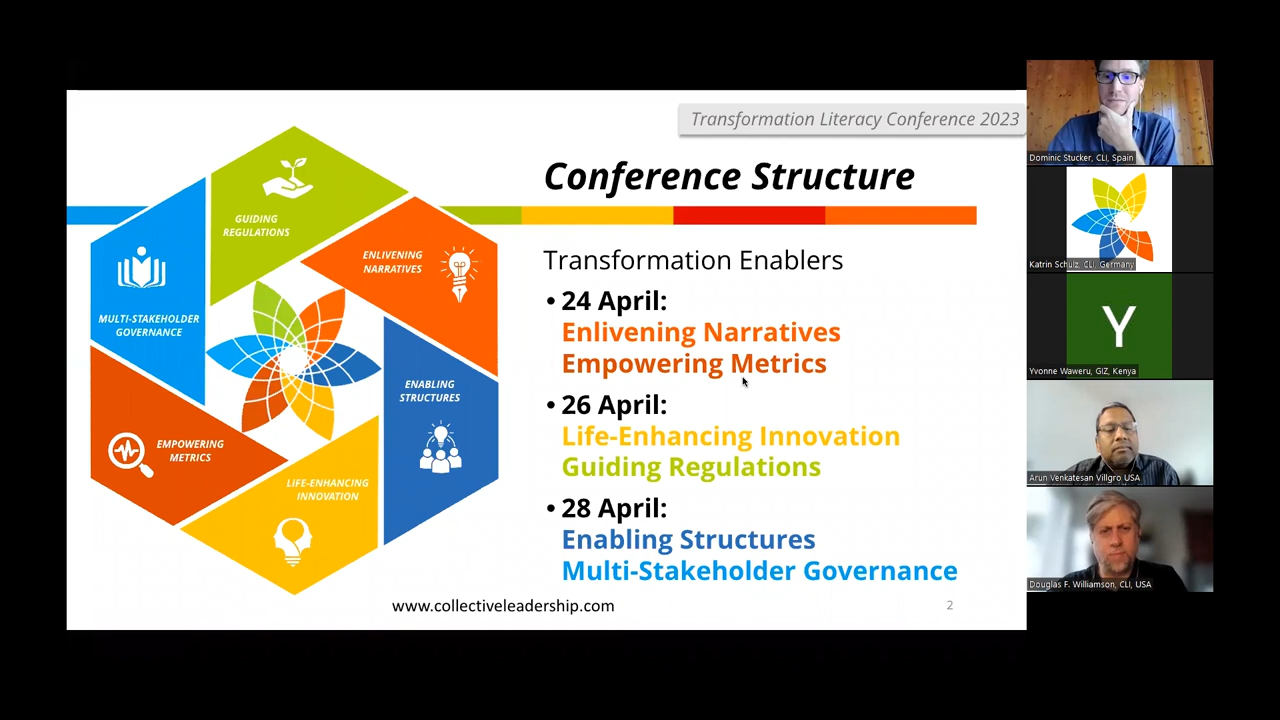 Transformation Literacy Conference 2023
Conference Structure
GUIDING
REGULATIONS
ENLIVENING
NARRATIVES
MULTI-STAKEHOLDER
GOVERNANCE
ENABLING
STRUCTURES
EMPOWERING
METRICS
LIFE-ENHANCING
INNOVATION
Transformation Enablers
• 24 April:
Enlivening Narratives
Empowering Metrics
• 26 April:
Life-Enhancing Innovation
Guiding Regulations
• 28 April:
Enabling Structures
Multi-Stakeholder Governance
www.collectiveleadership.com
2
Dominic Stucker, CLI, Spain
Katrin Schulz, CLI, Germany
Y
Yvonne Waweru, GIZ, Kenya
Arun Venkatesan Villgro USA
Douglas F. Williamson, CLI, USA